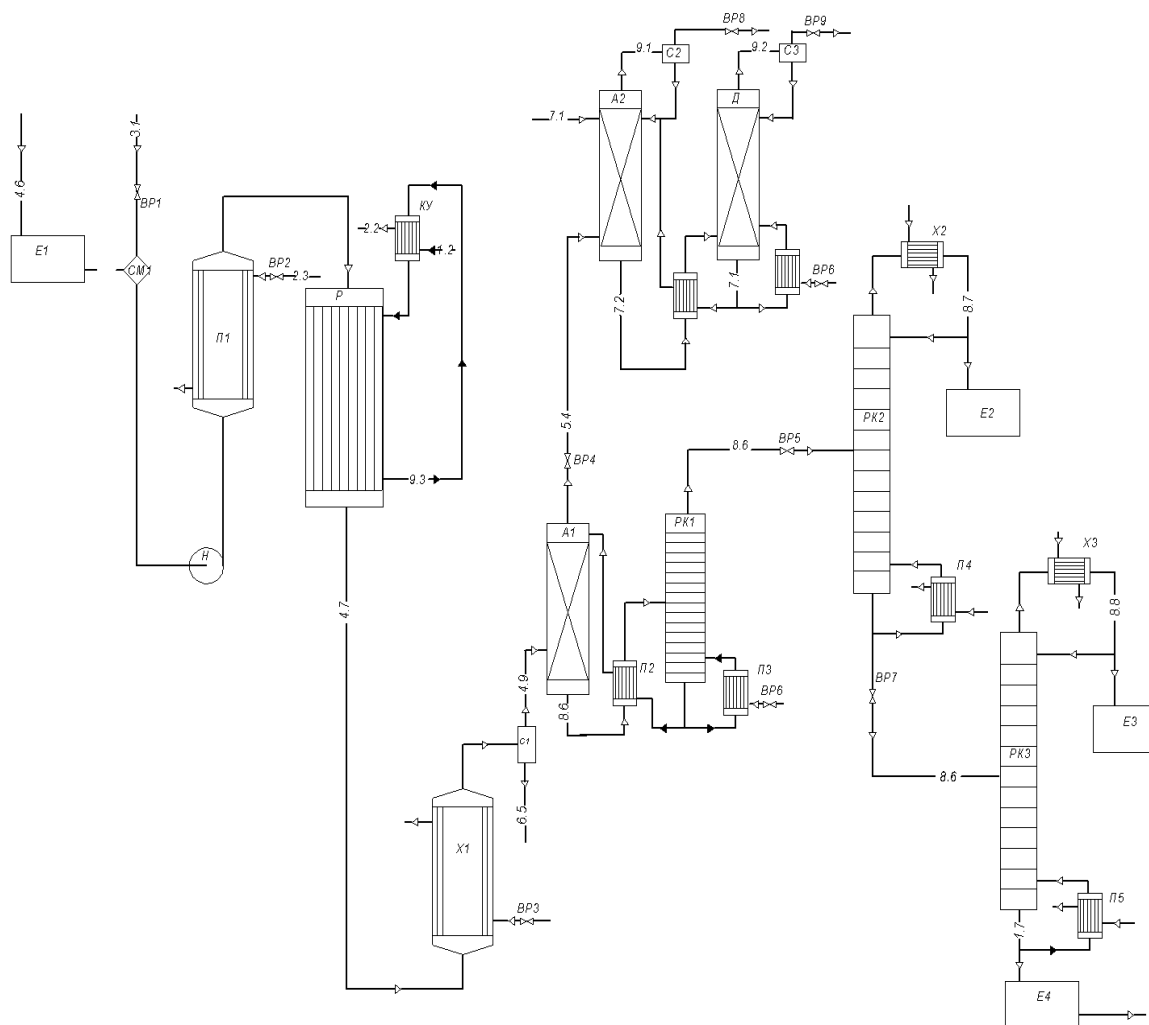 ВР8
ВР9
9.1
С2
9.2
С3
А2
Д
7.1
3.1
4.6
ВР1
КУ
2.2
1.2
Е1
СМ1
ВР2
2.3
Х2
Р
П1
ВР6
7.2
7.1
8.7
5.4
Е2
РК2
8.6
ВР5
ВР4
9.3
РК1
А1
Н
Х3
П4
4.7
8.8
П2
П3
ВР7
4.9
ВР6
8.6
С1
Е3
РК3
8.6
6.5
Х1
П5
ВР3
1.7
Е4